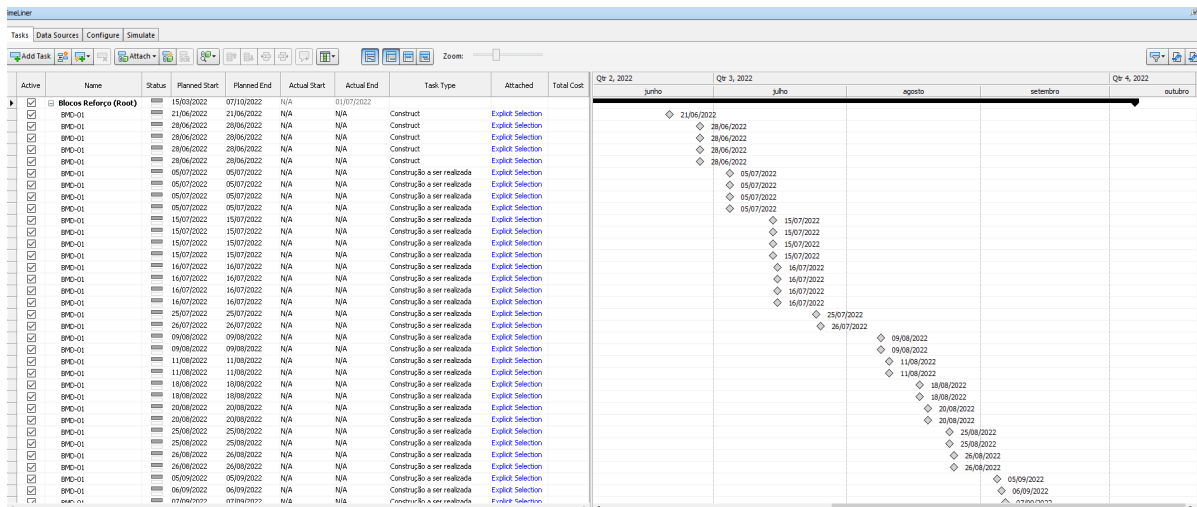 imeLiner
Tasks Data Sources Configure Simulate
Add Task Attach Zoom:
Active Name Status Planned Start Planned End Actual Start Actual End Task Type Attached Total Cost Qtr 2, 2022 Qtr 3, 2022 Qtr 4, 2022
junho julho agosto setembro outubro
Blocos Reforço (Root) 15/03/2022 07/10/2022 N/A 01/07/2022
BMD-01 21/06/2022 21/06/2022 N/A N/A Construct Explicit Selection 21/06/2022
BMD-01 28/06/2022 28/06/2022 N/A N/A Construct Explicit Selection 28/06/2022
BMD-01 28/06/2022 28/06/2022 N/A N/A Construct Explicit Selection 28/06/2022
BMD-01 28/06/2022 28/06/2022 N/A N/A Construct Explicit Selection 28/06/2022
BMD-01 28/06/2022 28/06/2022 N/A N/A Construct Explicit Selection 28/06/2022
BMD-01 05/07/2022 05/07/2022 N/A N/A Construção a ser realizada Explicit Selection 05/07/2022
BMD-01 05/07/2022 05/07/2022 N/A N/A Construção a ser realizada Explicit Selection 05/07/2022
BMD-01 05/07/2022 05/07/2022 N/A N/A Construção a ser realizada Explicit Selection 05/07/2022
BMD-01 05/07/2022 05/07/2022 N/A N/A Construção a ser realizada Explicit Selection 05/07/2022
BMD-01 15/07/2022 15/07/2022 N/A N/A Construção a ser realizada Explicit Selection 15/07/2022
BMD-01 15/07/2022 15/07/2022 N/A N/A Construção a ser realizada Explicit Selection 15/07/2022
BMD-01 15/07/2022 15/07/2022 N/A N/A Construção a ser realizada Explicit Selection 15/07/2022
BMD-01 15/07/2022 15/07/2022 N/A N/A Construção a ser realizada Explicit Selection 15/07/2022
BMD-01 16/07/2022 16/07/2022 N/A N/A Construção a ser realizada Explicit Selection 16/07/2022
BMD-01 16/07/2022 16/07/2022 N/A N/A Construção a ser realizada Explicit Selection 16/07/2022
BMD-01 16/07/2022 16/07/2022 N/A N/A Construção a ser realizada Explicit Selection 16/07/2022
BMD-01 16/07/2022 16/07/2022 N/A N/A Construção a ser realizada Explicit Selection 16/07/2022
BMD-01 25/07/2022 25/07/2022 N/A N/A Construção a ser realizada Explicit Selection 25/07/2022
BMD-01 26/07/2022 26/07/2022 N/A N/A Construção a ser realizada Explicit Selection 26/07/2022
BMD-01 09/08/2022 09/08/2022 N/A N/A Construção a ser realizada Explicit Selection 09/08/2022
BMD-01 09/08/2022 09/08/2022 N/A N/A Construção a ser realizada Explicit Selection 09/08/2022
BMD-01 11/08/2022 11/08/2022 N/A N/A Construção a ser realizada Explicit Selection 11/08/2022
BMD-01 11/08/2022 11/08/2022 N/A N/A Construção a ser realizada Explicit Selection 11/08/2022
BMD-01 18/08/2022 18/08/2022 N/A N/A Construção a ser realizada Explicit Selection 18/08/2022
BMD-01 18/08/2022 18/08/2022 N/A N/A Construção a ser realizada Explicit Selection 18/08/2022
BMD-01 20/08/2022 20/08/2022 N/A N/A Construção a ser realizada Explicit Selection 20/08/2022
BMD-01 20/08/2022 20/08/2022 N/A N/A Construção a ser realizada Explicit Selection 20/08/2022
BMD-01 25/08/2022 25/08/2022 N/A N/A Construção a ser realizada Explicit Selection 25/08/2022
BMD-01 25/08/2022 25/08/2022 N/A N/A Construção a ser realizada Explicit Selection 25/08/2022
BMD-01 26/08/2022 26/08/2022 N/A N/A Construção a ser realizada Explicit Selection 26/08/2022
BMD-01 26/08/2022 26/08/2022 N/A N/A Construção a ser realizada Explicit Selection 26/08/2022
BMD-01 05/09/2022 05/09/2022 N/A N/A Construção a ser realizada Explicit Selection 05/09/2022
BMD-01 06/09/2022 06/09/2022 N/A N/A Construção a ser realizada Explicit Selection 06/09/2022
BMD-01 07/09/2022 07/09/2022 N/A N/A Construção a ser realizada Explicit Selection 07/09/2022